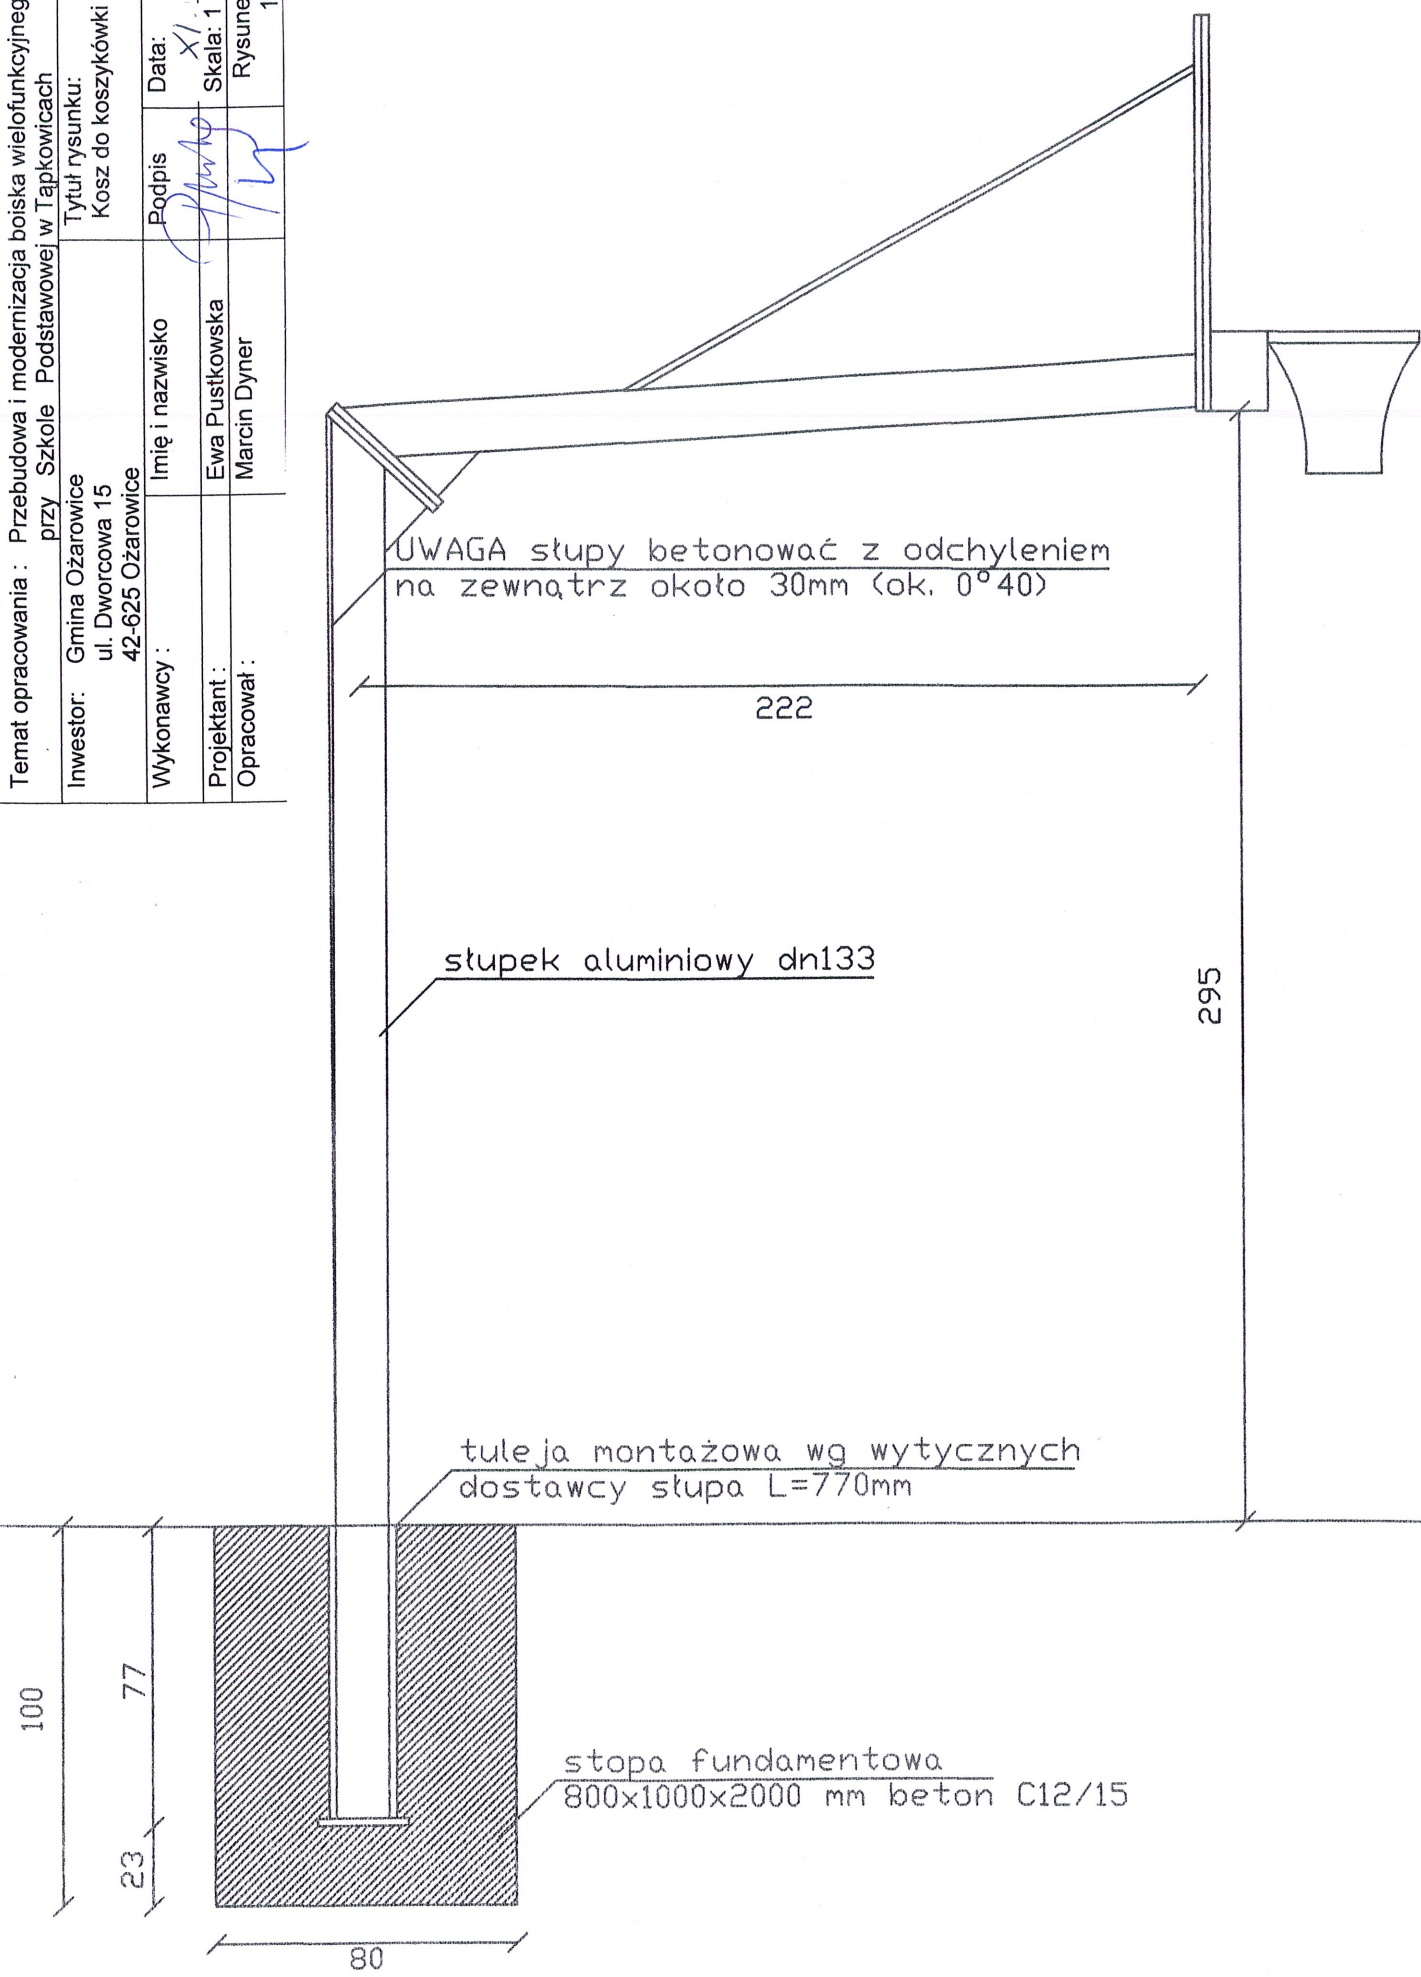 Temat opracowania : Przebudowa i modernizacja boiska wielofunkcyjneg
przy Szkole Podstawowej w Tąpkowicach
Inwestor: Gmina Ożarowice
ul. Dworcowa 15
42-625 Ożarowice
Tytuł rysunku:
Kosz do koszykówki
Wykonawcy :
Imię i nazwisko
Podpis
Data:
XI.
Projektant :
Ewa Pustkowska
Skala: 1
Opracował :
Marcin Dyner
Rysune
1
UWAGA słupy betonować z odchyleniem
na zewnątrz około 30mm (ok. 0°40)
222
słupek aluminiowy dn133
295
tuleja montażowa wg wytycznych
dostawcy słupa L=770mm
100
77
23
stopa fundamentowa
800x1000x2000 mm beton C12/15
80